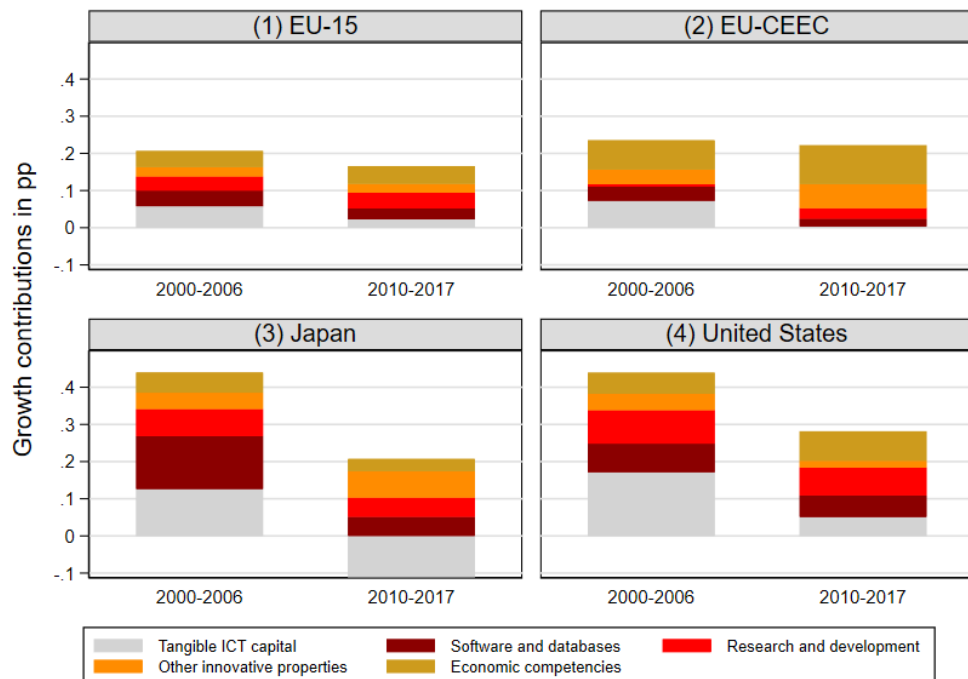 (1) EU-15
(2) EU-CEEC
Growth contributions in pp
.4
.3
.2
.1
0
-.1
2000-2006
2010-2017
2000-2006
2010-2017
(3) Japan
(4) United States
.4
.3
.2
.1
0
-.1
2000-2006
2010-2017
2000-2006
2010-2017
Tangible ICT capital
Software and databases
Research and development
Other innovative properties
Economic competencies